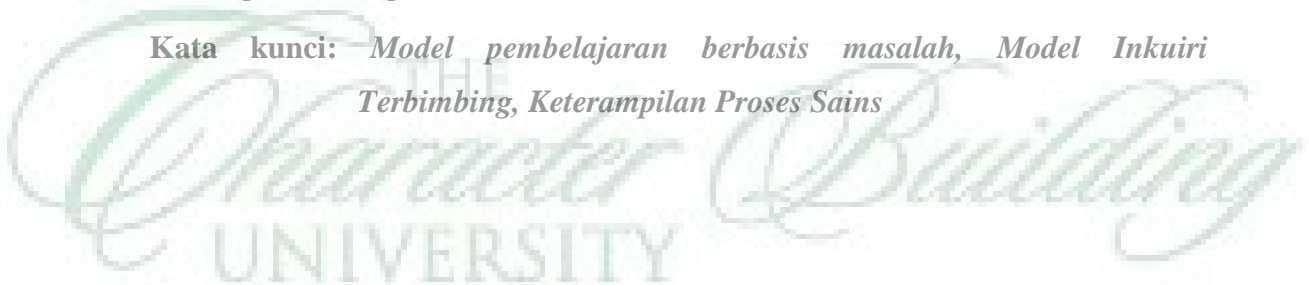 Kata kunci: Model pembelajaran berbasis masalah, Model Inkuiri
Terbimbing, Keterampilan Proses Sains
THE
Character Building
UNIVERSITY